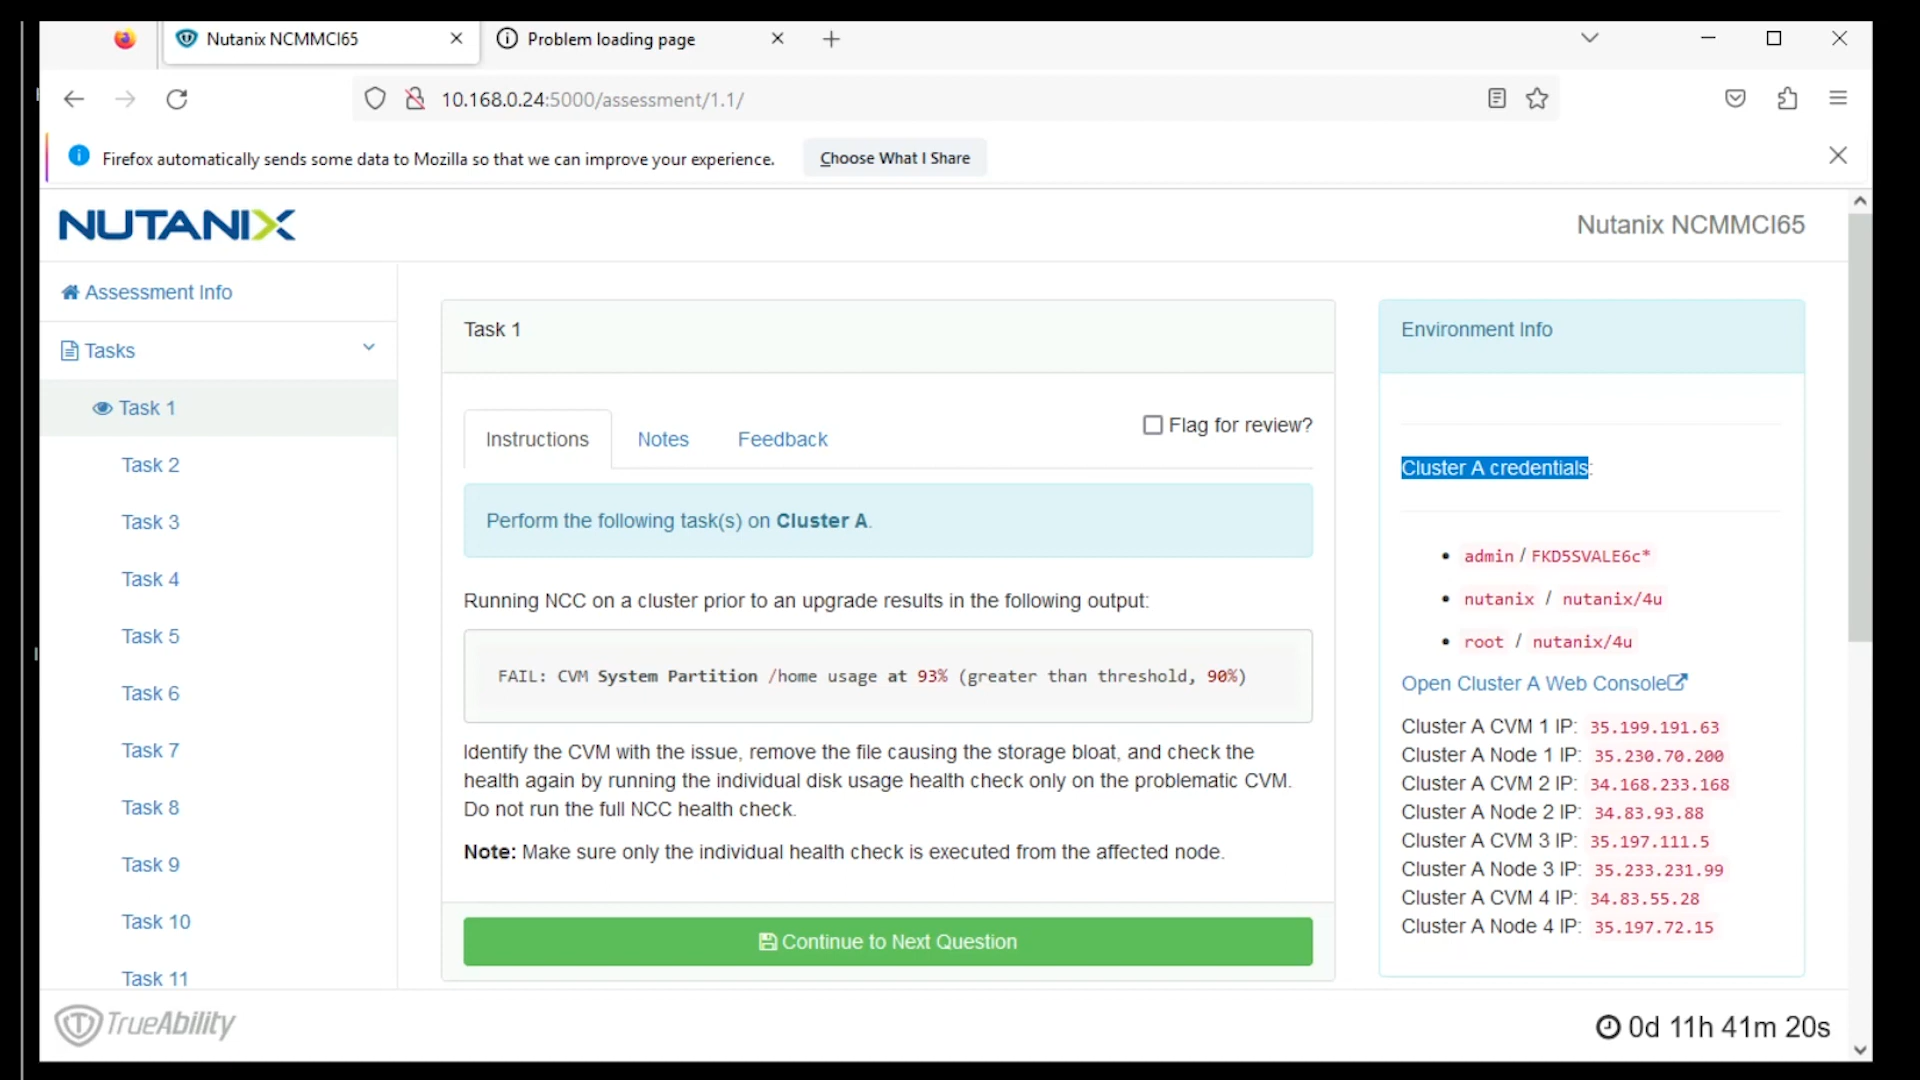 Nutanix NCMMCI65
Problem loading page
10.168.0.24:5000/assessment/1.1/
Firefox automatically sends some data to Mozilla so that we can improve your experience.
Choose What I Share
NUTANIX
Nutanix NCMMCI65
Assessment Info
Tasks
Task 1
Task 2
Task 3
Task 4
Task 5
Task 6
Task 7
Task 8
Task 9
Task 10
Task 11
Task 1
Instructions
Notes
Feedback
Flag for review?
Perform the following task(s) on Cluster A.
Running NCC on a cluster prior to an upgrade results in the following output:
FAIL: CVM System Partition /home usage at 93% (greater than threshold, 90%)
Identify the CVM with the issue, remove the file causing the storage bloat, and check the
health again by running the individual disk usage health check only on the problematic CVM.
Do not run the full NCC health check.
Note: Make sure only the individual health check is executed from the affected node.
Continue to Next Question
Environment Info
Cluster A credentials:
admin / FKD5SVALE6c*
nutanix / nutanix/4u
root / nutanix/4u
Open Cluster A Web Console
Cluster A CVM 1 IP: 35.199.191.63
Cluster A Node 1 IP: 35.230.70.200
Cluster A CVM 2 IP: 34.168.233.168
Cluster A Node 2 IP: 34.83.93.88
Cluster A CVM 3 IP: 35.197.111.5
Cluster A Node 3 IP: 35.233.231.99
Cluster A CVM 4 IP: 34.83.55.28
Cluster A Node 4 IP: 35.197.72.15
TrueAbility
0d 11h 41m 20s